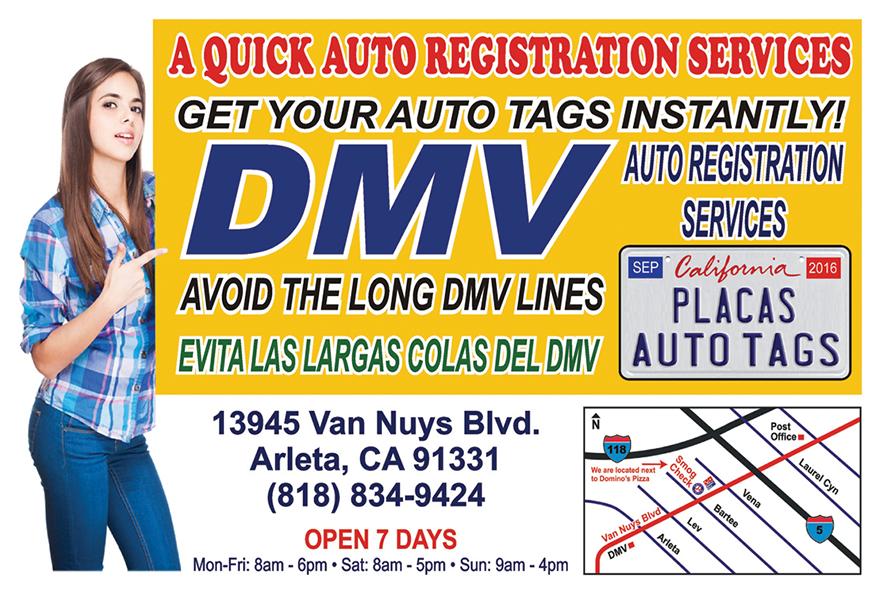 A QUICK AUTO REGISTRATION SERVICES
GET YOUR AUTO TAGS INSTANTLY!
DMV
AUTO REGISTRATION
SERVICES
AVOID THE LONG DMV LINES
EVITA LAS LARGAS COLAS DEL DMV
SEP California 2016
PLACAS
AUTO TAGS
13945 Van Nuys Blvd.
Arleta, CA 91331
(818) 834-9424
OPEN 7 DAYS
Mon-Fri: 8am - 6pm • Sat: 8am - 5pm • Sun: 9am - 4pm
N
118
Post
Office
We are located next
to Domino's Pizza
Smog
Check
Laurel Cyn
Vena
Bartee
Van Nuys Blvd
Lev
5
DMV
Arleta